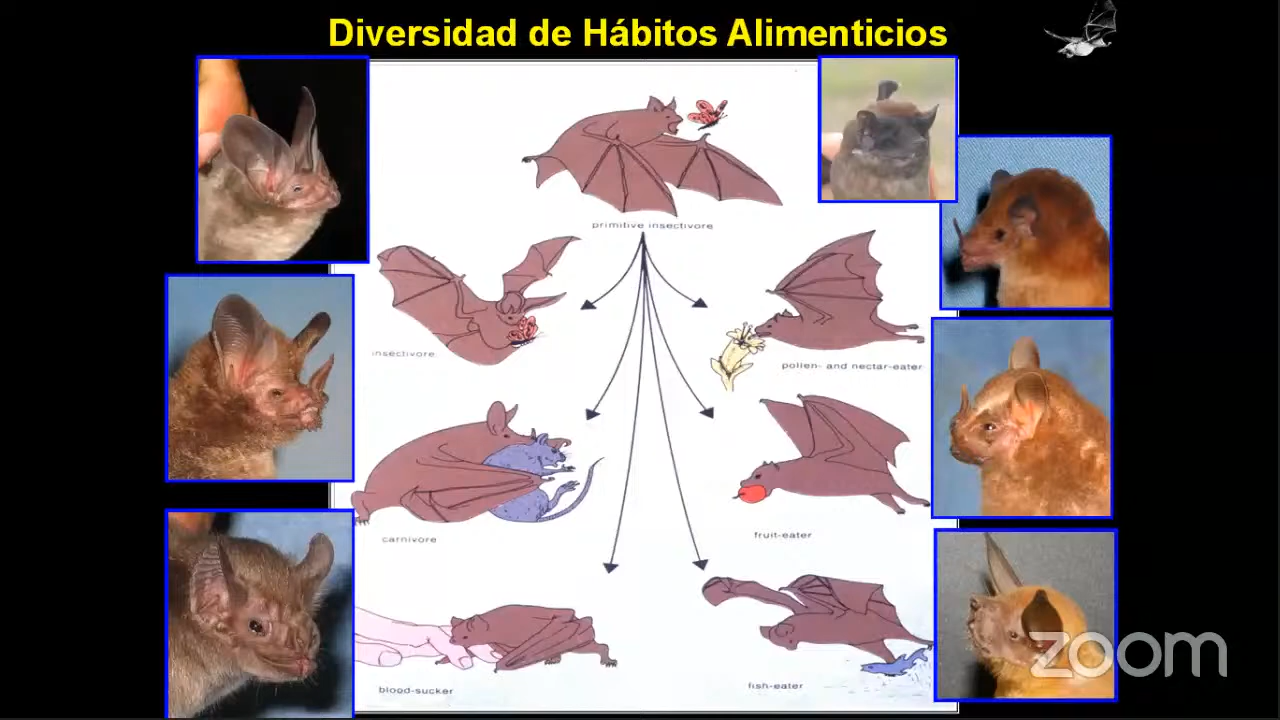 Diversidad de Hábitos Alimenticios
primitive insectivore
insectivore
pollen- and nectar-eater
carnivore
fruit-eater
blood-sucker
fish-eater
zoom